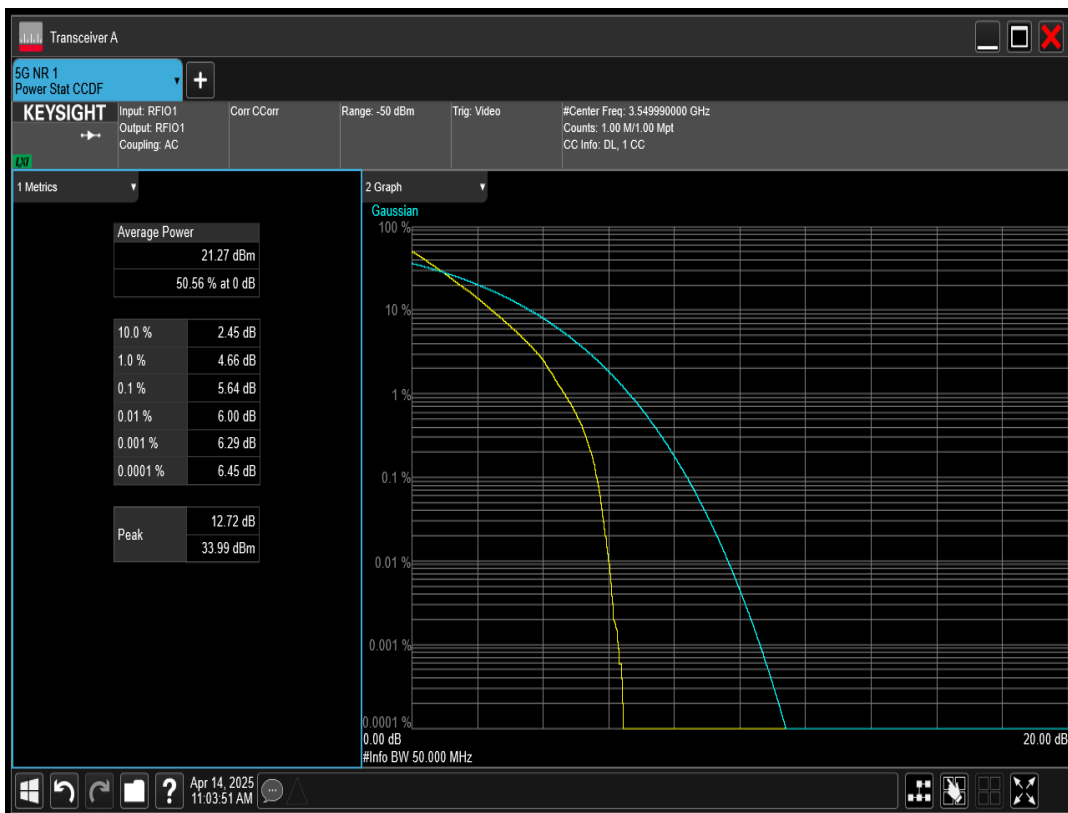 Transceiver A
5G NR 1
Power Stat CCDF
+
KEYSIGHT
LXI
Input: RFIO1
Output: RFIO1
Coupling: AC
Corr CCorr
Range: -50 dBm
Trig: Video
#Center Freq: 3.549990000 GHz
Counts: 1.00 M/1.00 Mpt
CC Info: DL, 1 CC
1 Metrics
Average Power
21.27 dBm
50.56 % at 0 dB
10.0 % 2.45 dB
1.0 % 4.66 dB
0.1 % 5.64 dB
0.01 % 6.00 dB
0.001 % 6.29 dB
0.0001 % 6.45 dB
Peak
12.72 dB
33.99 dBm
2 Graph
Gaussian
100 %
10 %
1 %
0.1 %
0.01 %
0.001 %
0.0001 %
0.00 dB
20.00 dB
#Info BW 50.000 MHz
?
Apr 14, 2025
11:03:51 AM